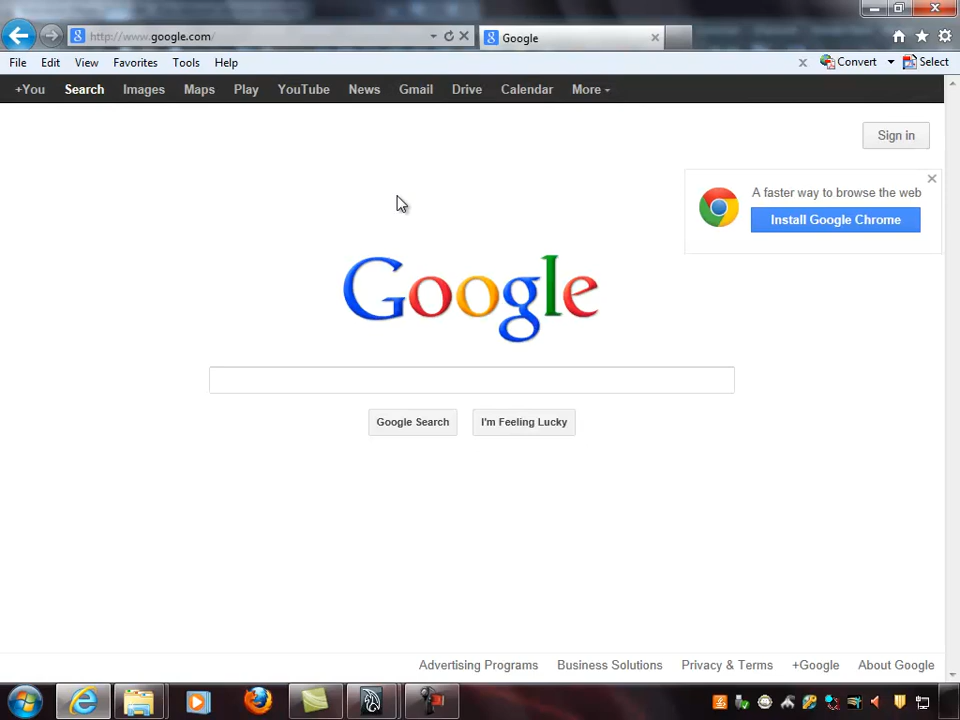 http://www.google.com/
Google
File Edit View Favorites Tools Help
Convert Select
+You Search Images Maps Play YouTube News Gmail Drive Calendar More
Sign in
A faster way to browse the web
Install Google Chrome
Google
Google Search I'm Feeling Lucky
Advertising Programs Business Solutions Privacy & Terms +Google About Google